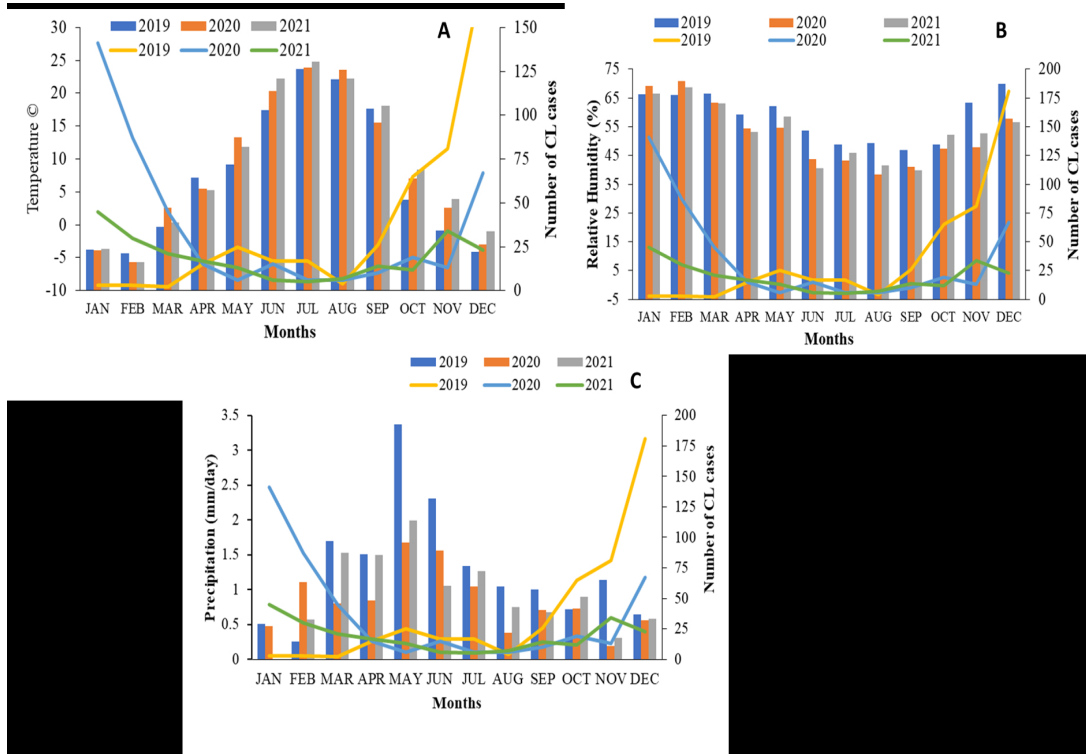 2019 2020 2021
2019 2020 2021
A
30
25
20
15
10
5
0
-5
-10
Temperature ©
150
125
100
75
50
25
0
Number of CL cases
JAN FEB MAR APR MAY JUN JUL AUG SEP OCT NOV DEC
Months
2019 2020 2021
2019 2020 2021
B
75
65
55
45
35
25
15
5
-5
Relative Humidity (%)
200
175
150
125
100
75
50
25
0
Number of CL cases
JAN FEB MAR APR MAY JUN JUL AUG SEP OCT NOV DEC
Months
2019 2020 2021
2019 2020 2021
C
3.5
3
2.5
2
1.5
1
0.5
0
Precipitation (mm/day)
200
175
150
125
100
75
50
25
0
Number of CL cases
JAN FEB MAR APR MAY JUN JUL AUG SEP OCT NOV DEC
Months